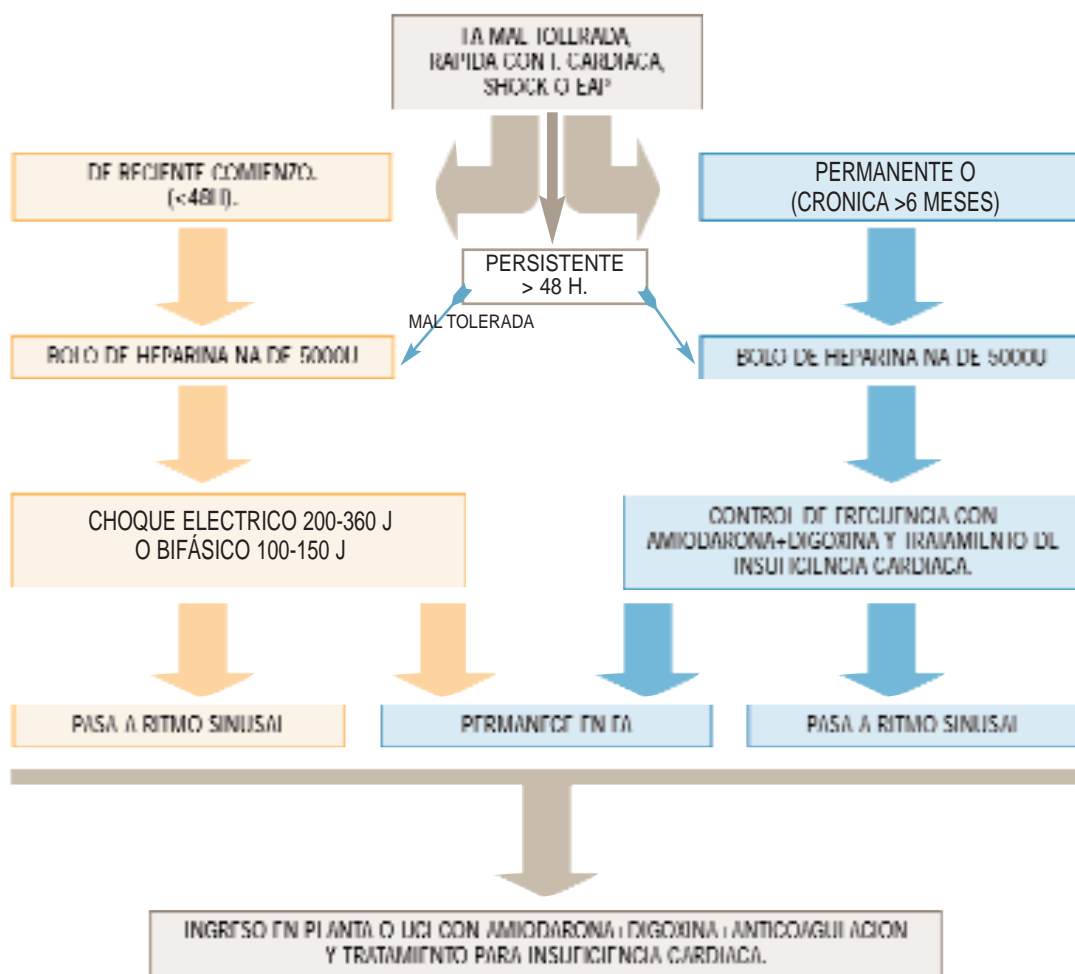 FA MAL TOLERADA,
RAPIDA CON I. CARDIACA,
SHOCK O EAP
DE RECIENTE COMIENZO.
(<48H).
PERMANENTE O
(CRONICA >6 MESES)
PERSISTENTE
> 48 H.
MAL TOLERADA
BOLO DE HEPARINA NA DE 5000U
BOLO DE HEPARINA NA DE 5000U
CHOQUE ELECTRICO 200-360 J
O BIFÁSICO 100-150 J
CONTROL DE FRECUENCIA CON
AMIODARONA+DIGOXINA Y TRATAMIENTO DE
INSUFICIENCIA CARDIACA.
PASA A RITMO SINUSAL
PERMANECE EN FA
PASA A RITMO SINUSAL
INGRESO EN PLANTA O UCI CON AMIODARONA+DIGOXINA+ANTICOAGULACION
Y TRATAMIENTO PARA INSUFICIENCIA CARDIACA.